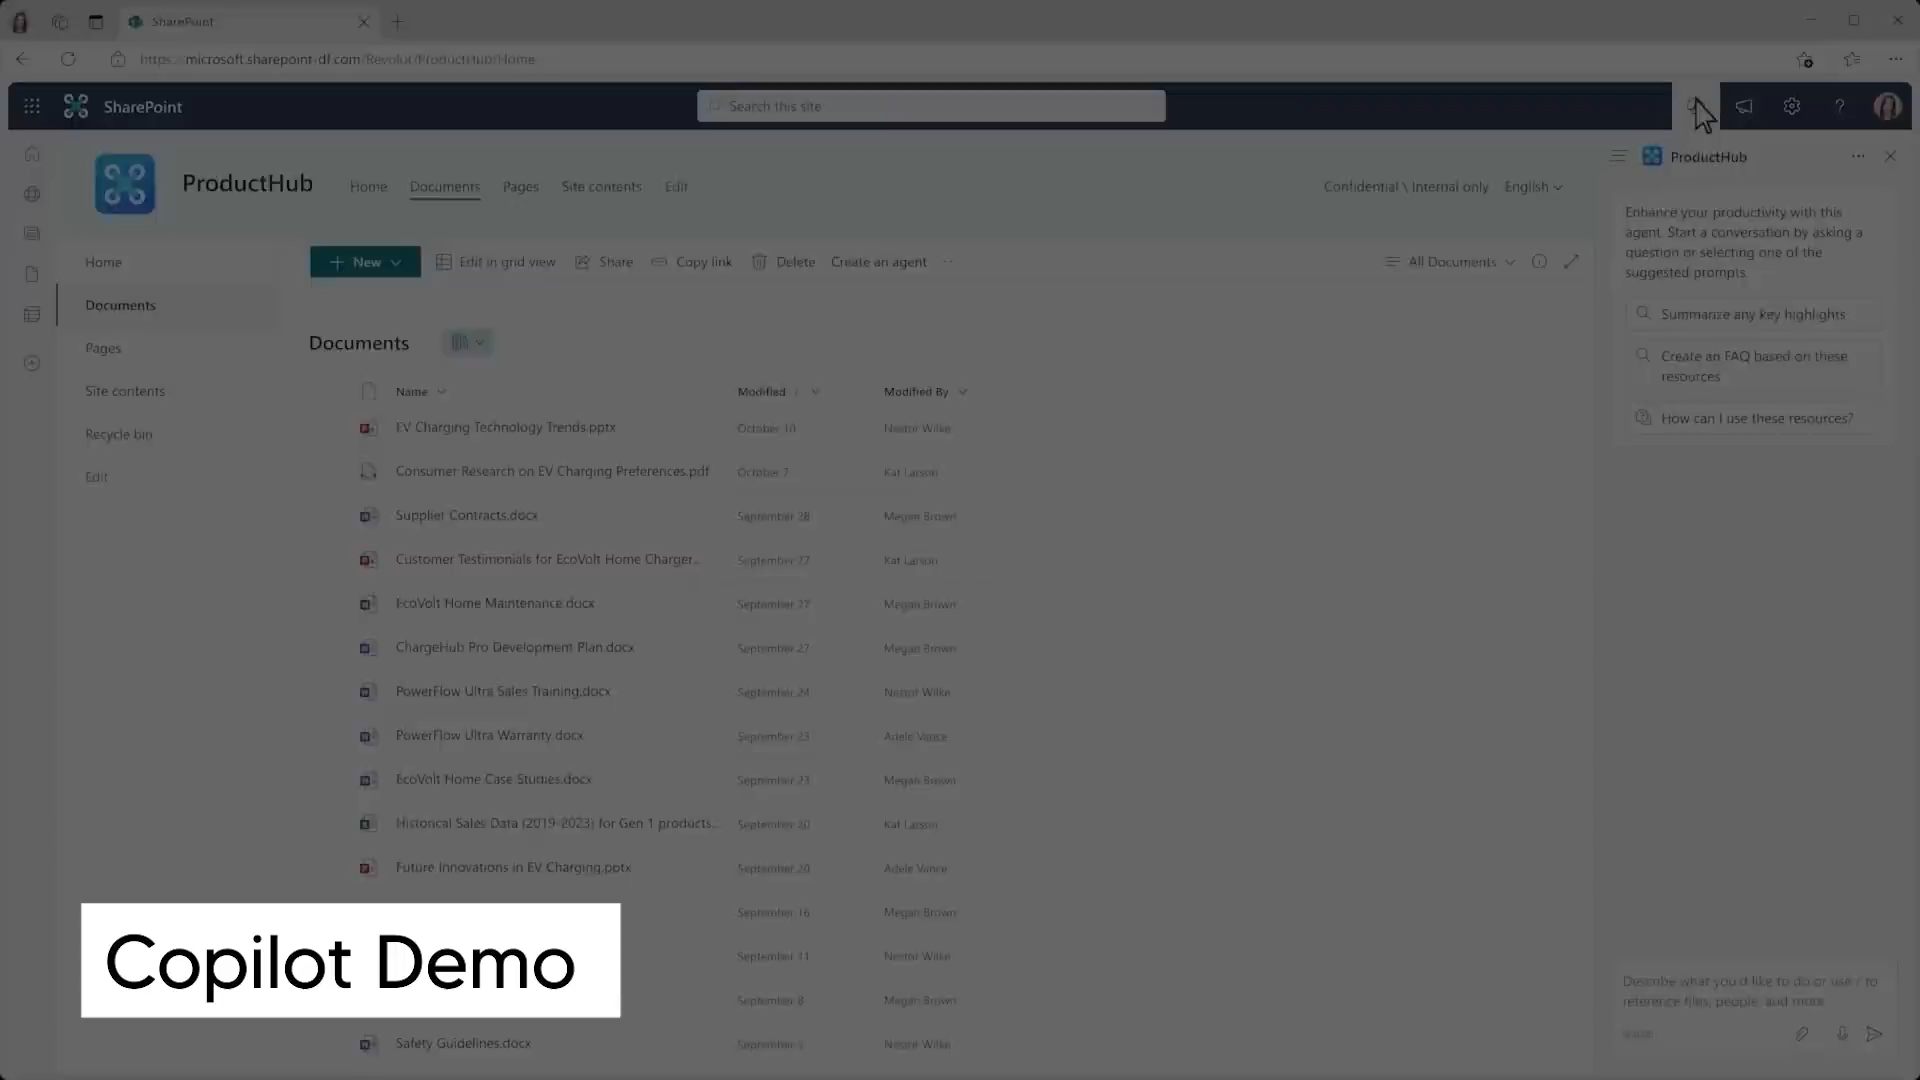 SharePoint
https://microsoft.sharepoint-df.com/Revolut/ProductHub/Home
SharePoint
Search this site
ProductHub
Home Documents Pages Site contents Edit
Confidential \ Internal only English
ProductHub
Enhance your productivity with this
agent. Start a conversation by asking a
question or selecting one of the
suggested prompts.
Summarize any key highlights
Create an FAQ based on these
resources
How can I use these resources?
Home
Documents
Pages
Site contents
Recycle bin
Edit
New Edit in grid view Share Copy link Delete Create an agent ··· All Documents
Documents
Name Modified Modified By
EV Charging Technology Trends.pptx October 10 Nestor Wilke
Consumer Research on EV Charging Preferences.pdf October 7 Kat Larson
Supplier Contracts.docx September 28 Megan Brown
Customer Testimonials for EcoVolt Home Charger... September 27 Kat Larson
EcoVolt Home Maintenance.docx September 27 Megan Brown
ChargeHub Pro Development Plan.docx September 27 Megan Brown
PowerFlow Ultra Sales Training.docx September 24 Nestor Wilke
PowerFlow Ultra Warranty.docx September 23 Adele Vance
EcoVolt Home Case Studies.docx September 23 Megan Brown
Historical Sales Data (2019-2023) for Gen 1 products... September 20 Kat Larson
Future Innovations in EV Charging.pptx September 20 Adele Vance
September 16 Megan Brown
September 11 Nestor Wilke
September 8 Megan Brown
Safety Guidelines.docx September Nestor Wilke
Copilot Demo
Describe what you'd like to do or use / to
reference files, people, and more